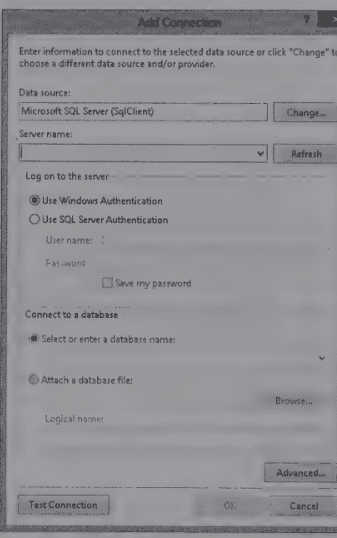 Add Connection
?
Enter information to connect to the selected data source or click "Change" to
choose a different data source and/or provider.
Data source:
Microsoft SQL Server (SqlClient)
Change...
Server name:
Refresh
Log on to the server
Use Windows Authentication
Use SQL Server Authentication
User name:
Password
Save my password
Connect to a database
Select or enter a database name:
Attach a database file:
Browse...
Logical name:
Advanced...
Test Connection
OK
Cancel